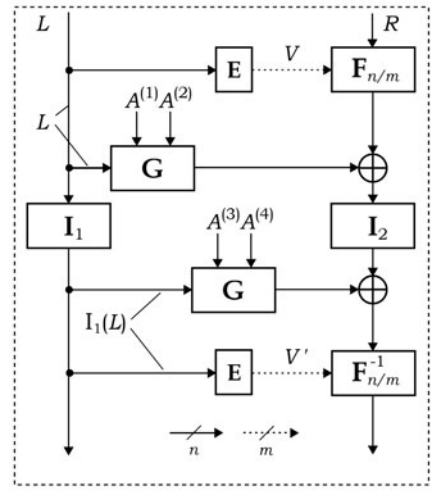 L R
E V F_{n/m}
A^{(1)} A^{(2)}
L
G
I_1 I_2
A^{(3)} A^{(4)}
G
I_1(L)
E V' F^{-1}_{n/m}
n m